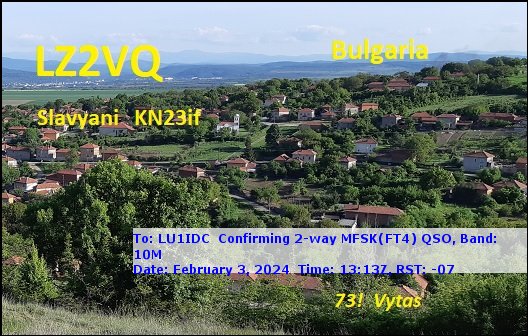 LZ2VQ Bulgaria
Slavyani KN23if
To: LU1IDC Confirming 2-way MFSK(FT4) QSO, Band:
10M
Date: February 3, 2024 Time: 13:13Z, RST: -07
73! Vytas